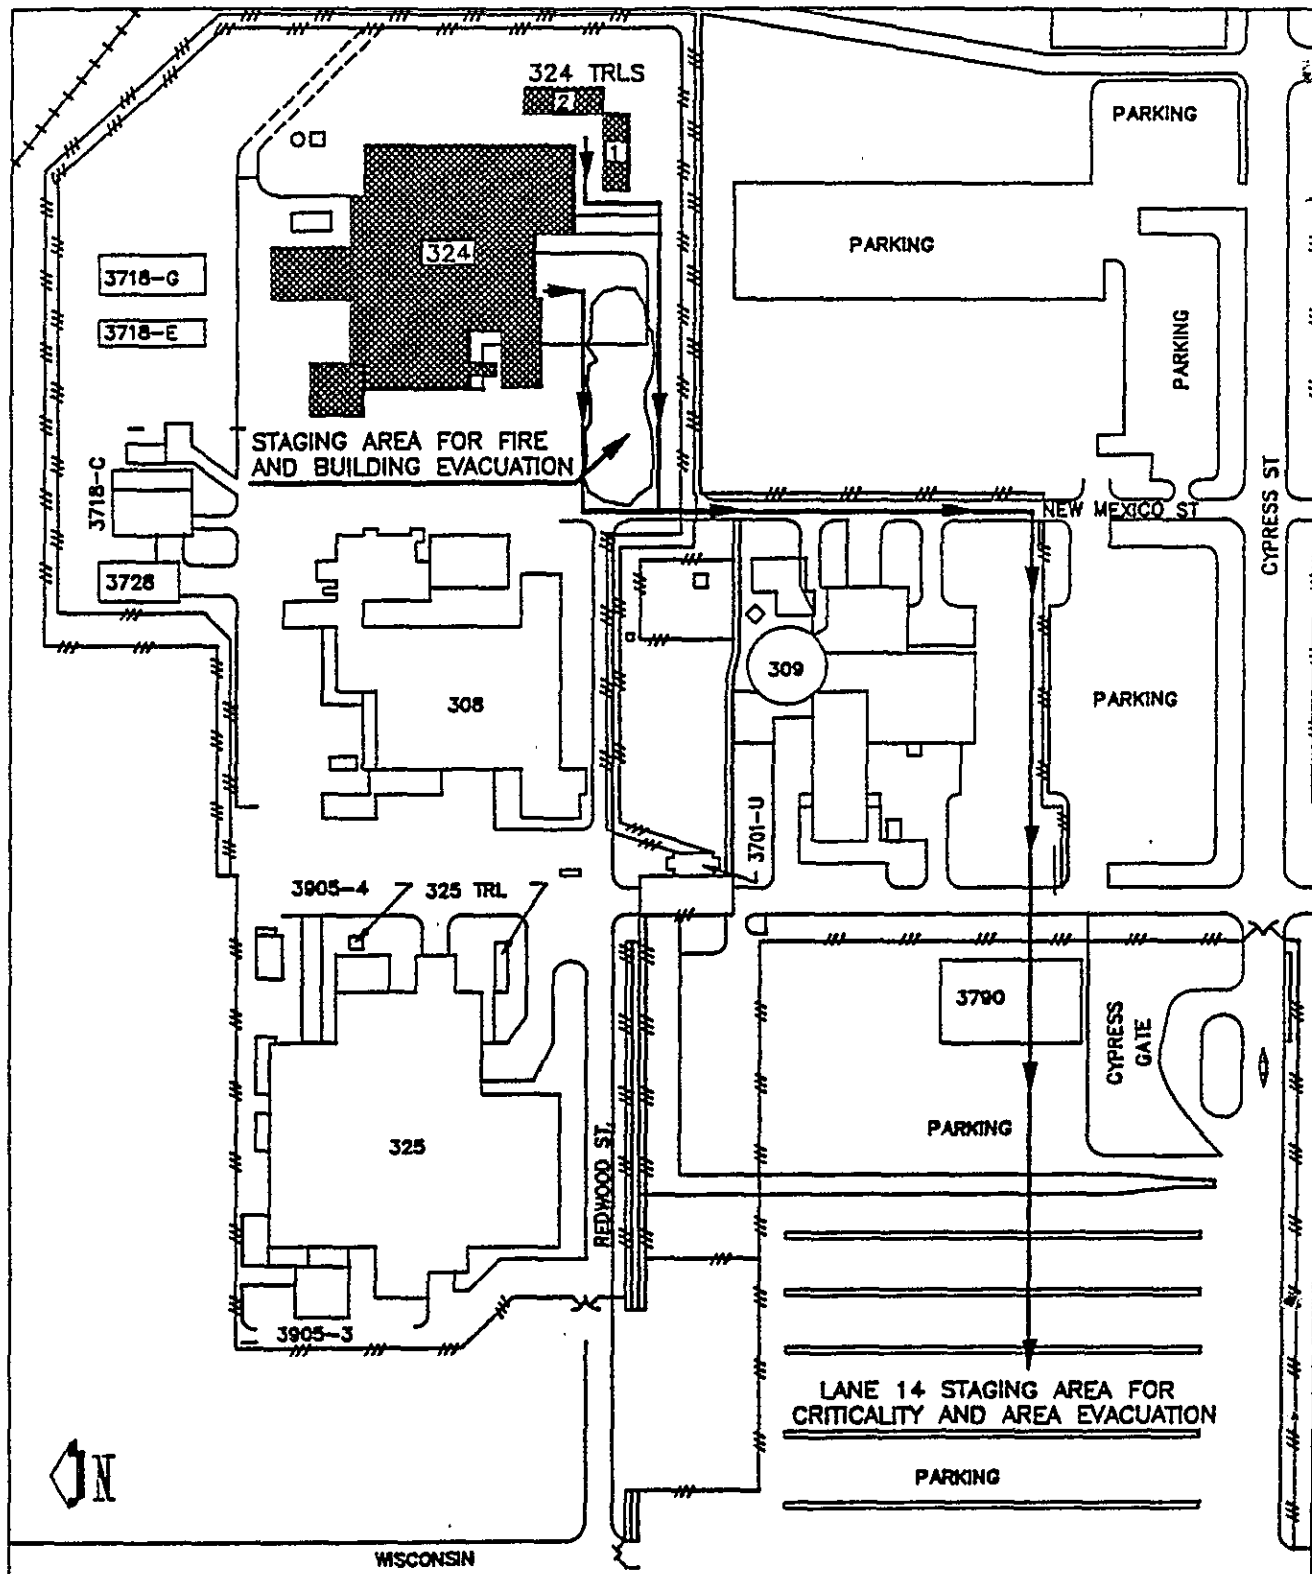 324 TRLS
2
PARKING
1
324
PARKING
3718-G
3718-E
PARKING
STAGING AREA FOR FIRE
AND BUILDING EVACUATION
3718-C
CYPRESS ST
NEW MEXICO ST
3728
309
308
PARKING
3701-U
3905-4
325 TRL
3790
CYPRESS
GATE
PARKING
325
REDWOOD ST.
3905-3
LANE 14 STAGING AREA FOR
CRITICALITY AND AREA EVACUATION
PARKING
N
WISCONSIN